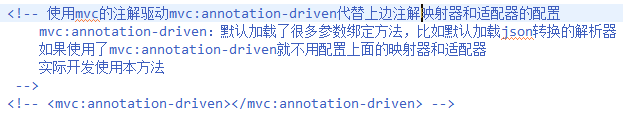 <!-- 使用mvc的注解驱动mvc:annotation-driven代替上边注解映射器和适配器的配置
mvc:annotation-driven：默认加载了很多参数绑定方法，比如默认加载json转换的解析器
如果使用了mvc:annotation-driven就不用配置上面的映射器和适配器
实际开发使用本方法
-->
<!-- <mvc:annotation-driven></mvc:annotation-driven> -->